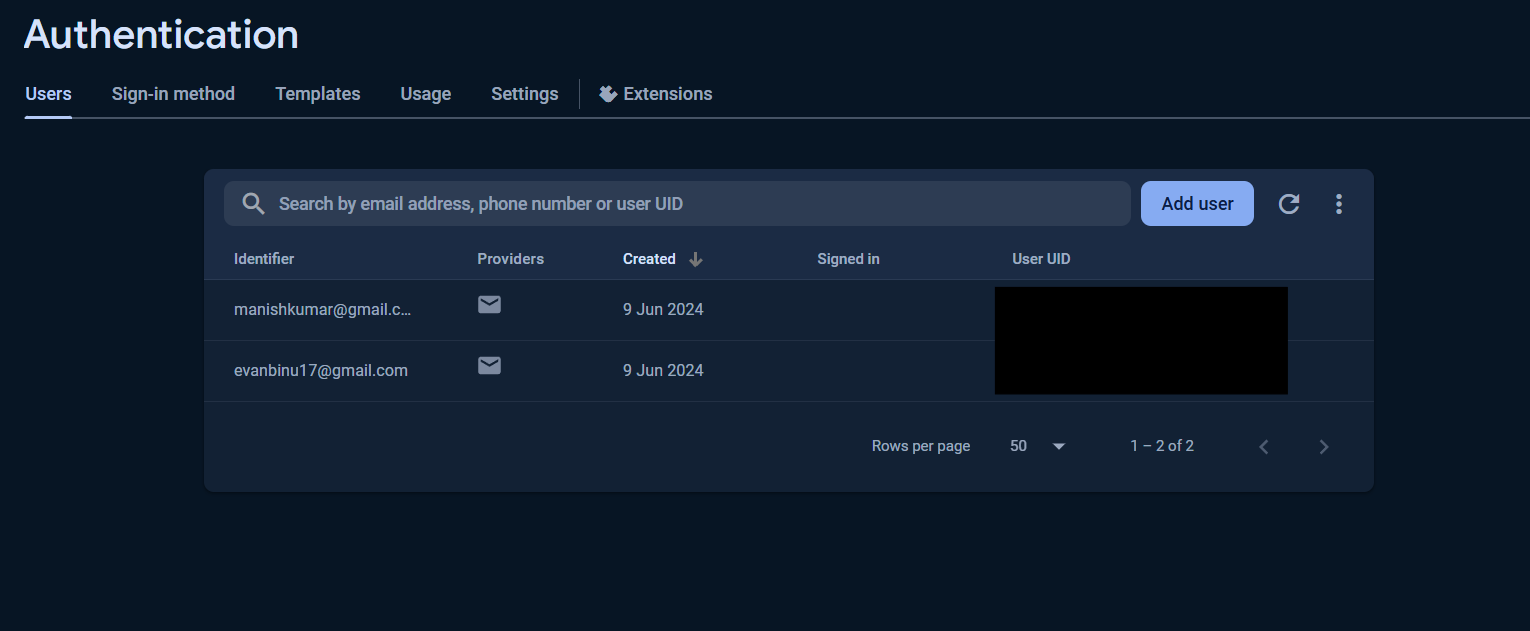 Authentication
Users Sign-in method Templates Usage Settings Extensions
Search by email address, phone number or user UID Add user
Identifier Providers Created Signed in User UID
manishkumar@gmail.c... 9 Jun 2024
evanbinu17@gmail.com 9 Jun 2024
Rows per page 50 1 – 2 of 2